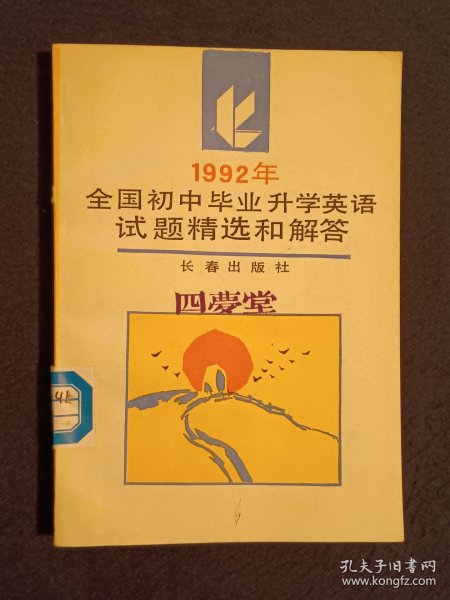 1992年
全国初中毕业升学英语
试题精选和解答
长春出版社
四夢堂
孔夫子旧书网
www.kongfz.com